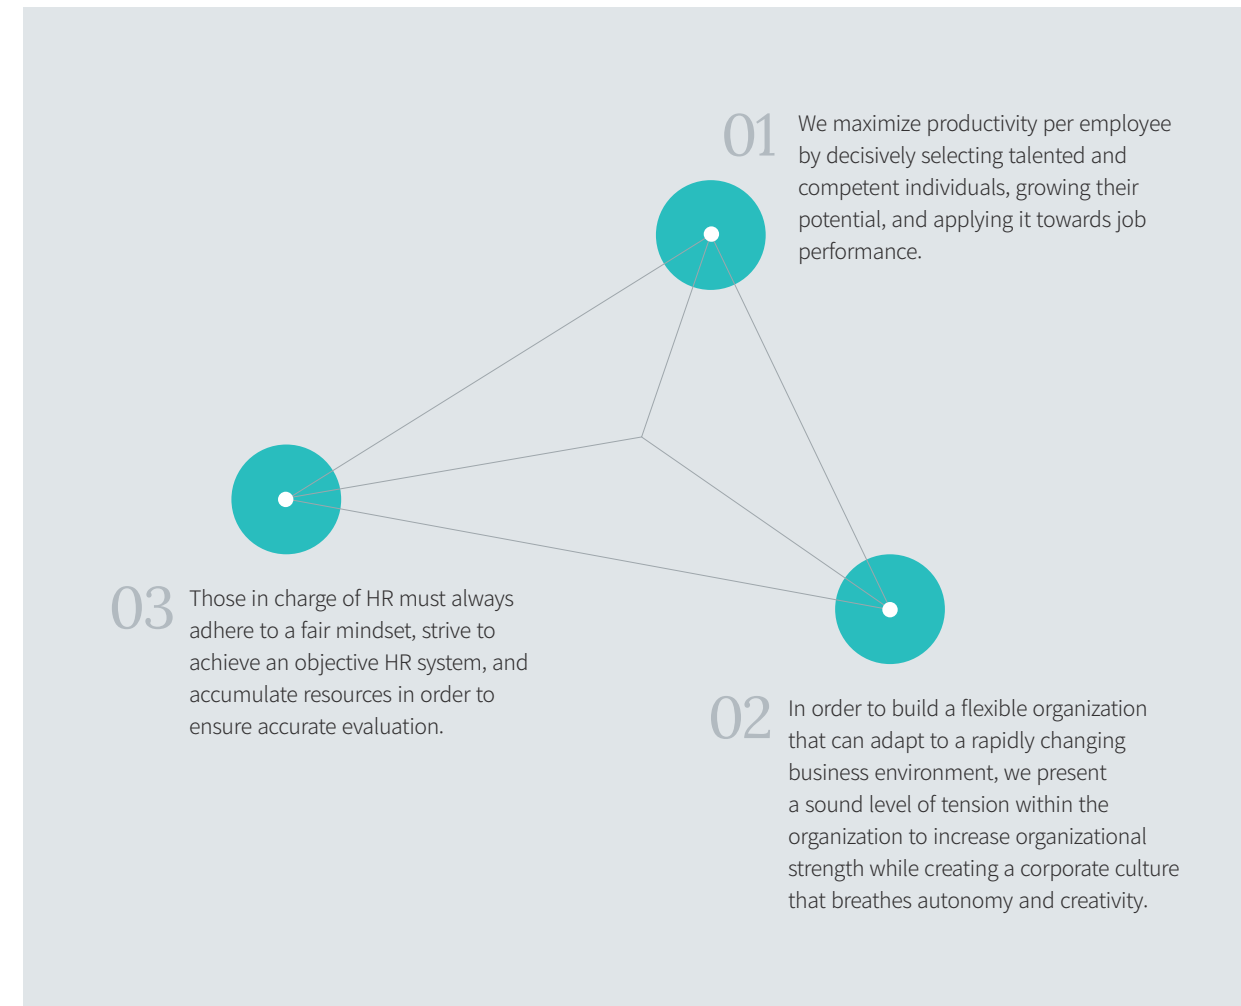 01
We maximize productivity per employee
by decisively selecting talented and
competent individuals, growing their
potential, and applying it towards job
performance.
03
Those in charge of HR must always
adhere to a fair mindset, strive to
achieve an objective HR system, and
accumulate resources in order to
ensure accurate evaluation.
02
In order to build a flexible organization
that can adapt to a rapidly changing
business environment, we present
a sound level of tension within the
organization to increase organizational
strength while creating a corporate culture
that breathes autonomy and creativity.